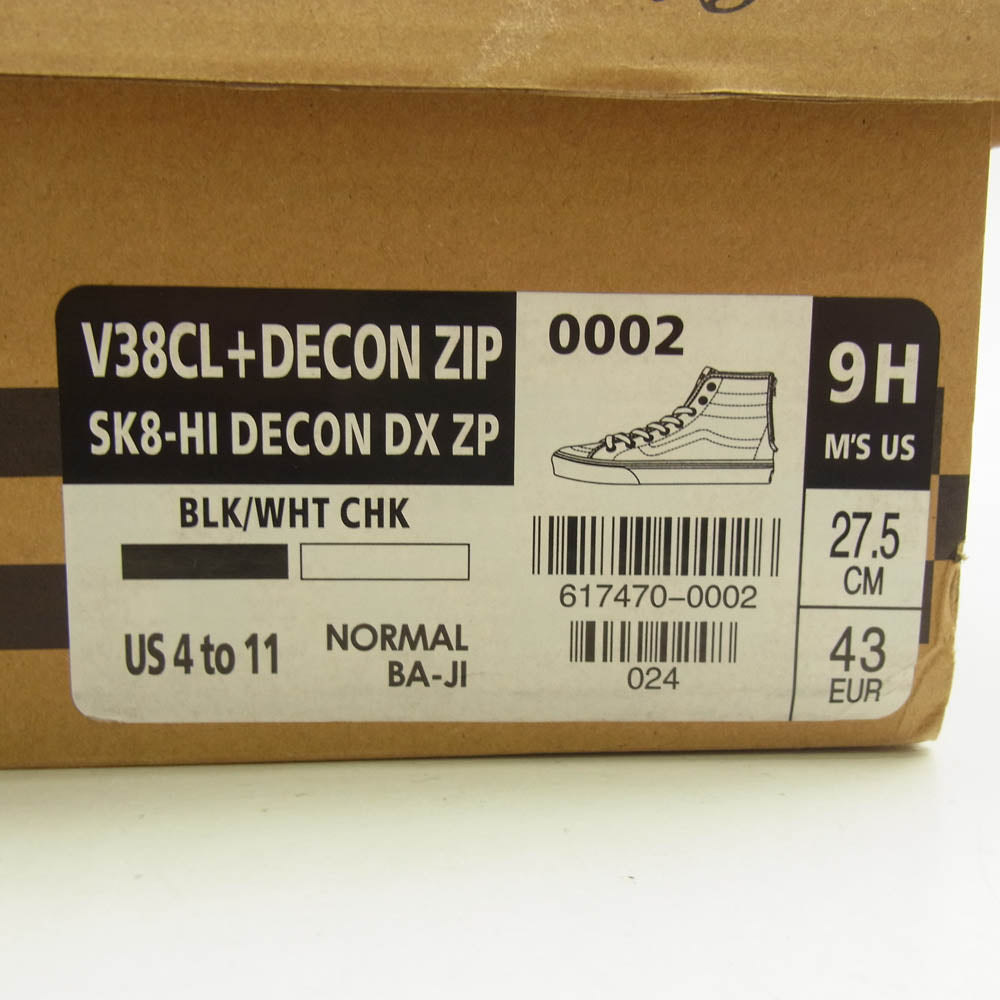 V38CL+DECON ZIP
SK8-HI DECON DX ZP
BLK/WHT CHK
US 4 to 11
NORMAL
BA-JI
0002
617470-0002
024
9H
M'S US
27.5
CM
43
EUR